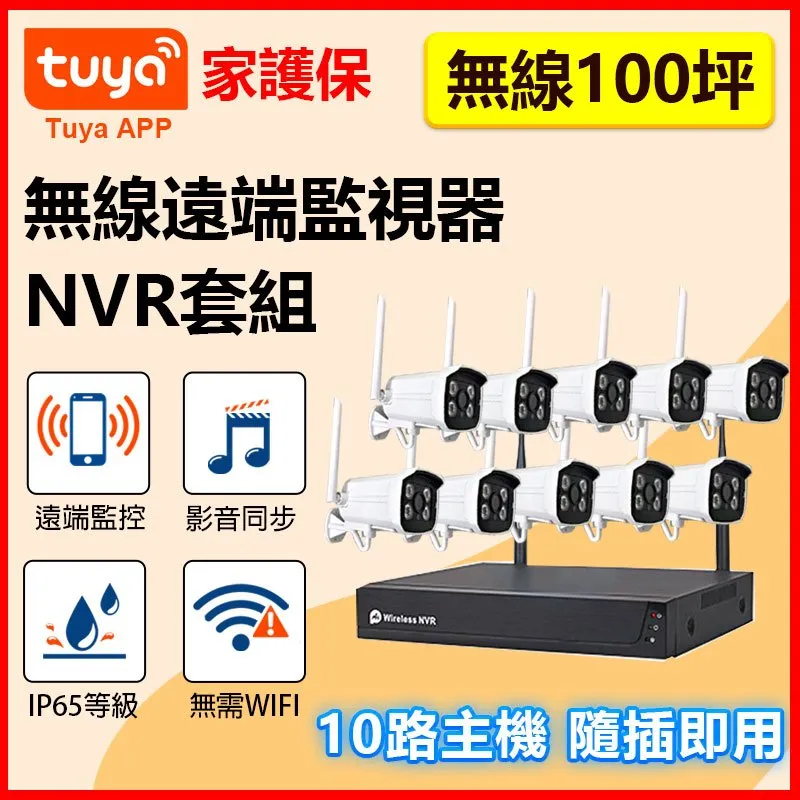 tuya
Tuya APP
家護保
無線100坪
無線遠端監視器
NVR套組
遠端監控
影音同步
IP65等級
無需WIFI
Wireless NVR
10路主機 隨插即用